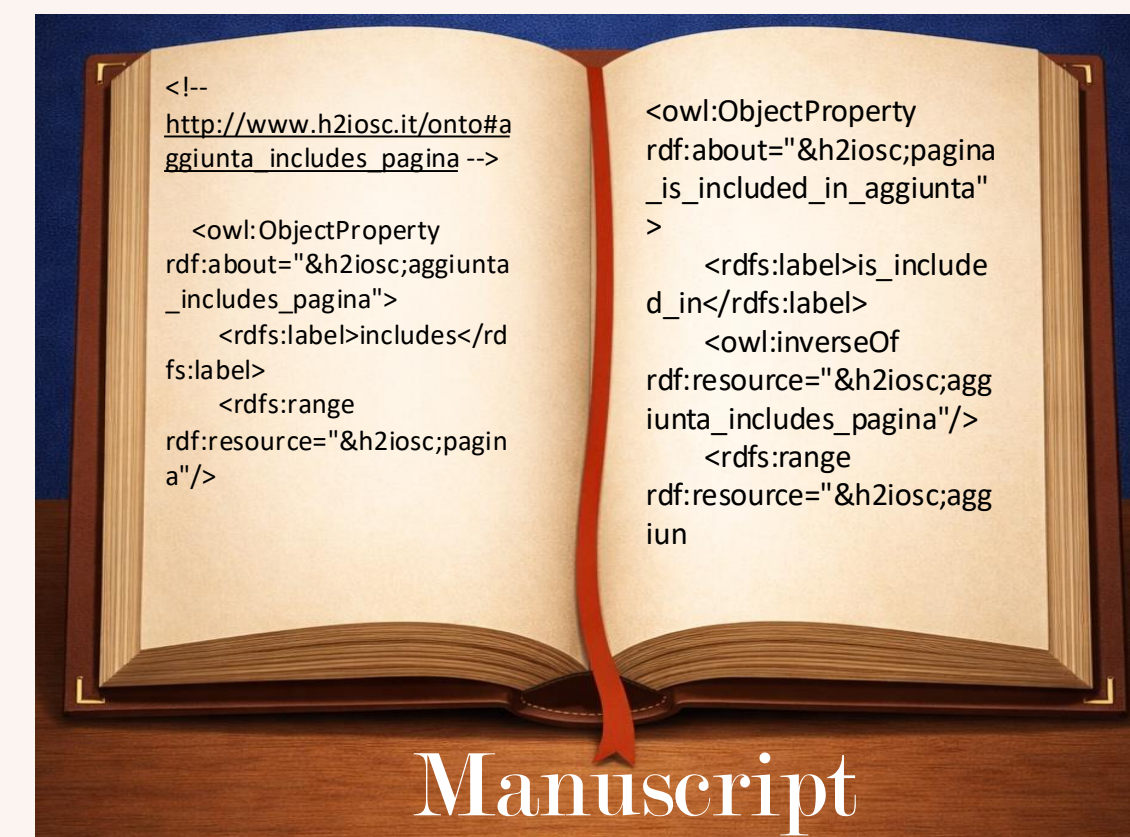 <!--
http://www.h2iosc.it/onto#a
ggiunta_includes_pagina -->
<owl:ObjectProperty
rdf:about="&h2iosc;aggiunta
_includes_pagina">
<rdfs:label>includes</rd
fs:label>
<rdfs:range
rdf:resource="&h2iosc;pagin
a"/>
<owl:ObjectProperty
rdf:about="&h2iosc;pagina
_is_included_in_aggiunta"
>
<rdfs:label>is_include
d_in</rdfs:label>
<owl:inverseOf
rdf:resource="&h2iosc;agg
iunta_includes_pagina"/>
<rdfs:range
rdf:resource="&h2iosc;agg
iun
Manuscript